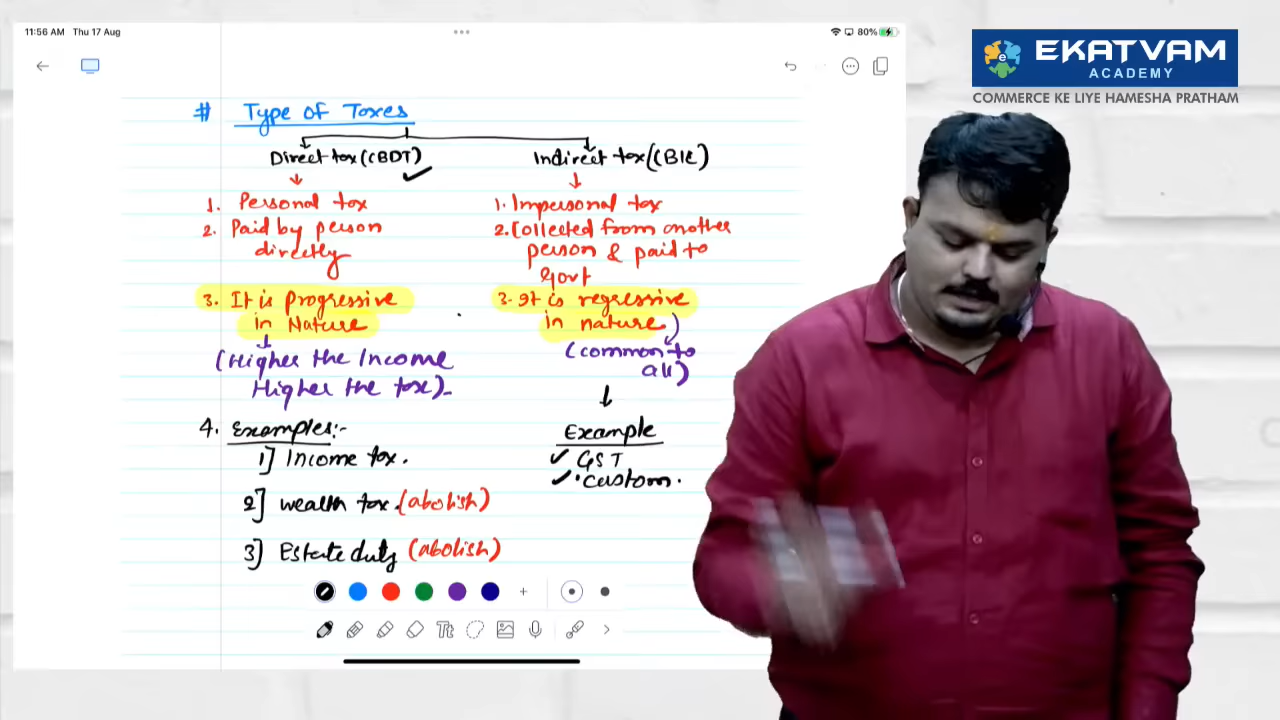 11:56 AM Thu 17 Aug
80%
EKATVAM
ACADEMY
COMMERCE KE LIYE HAMESHA PRATHAM
# Type of Taxes
Direct tax (CBDT)
1. Personal tax
2. Paid by person
directly
3. It is Progressive
in Nature
(Higher the Income
Higher the tax).
4. Examples:-
1] Income tax.
2] wealth tax. (abolish)
3] Estate duty (abolish)
Indirect tax (CBIC)
1. Impersonal tax
2. Collected from another
person & paid to
Govt
3. It is regressive
in nature)
(common to
all)
Example
GST
Custom.
Tt